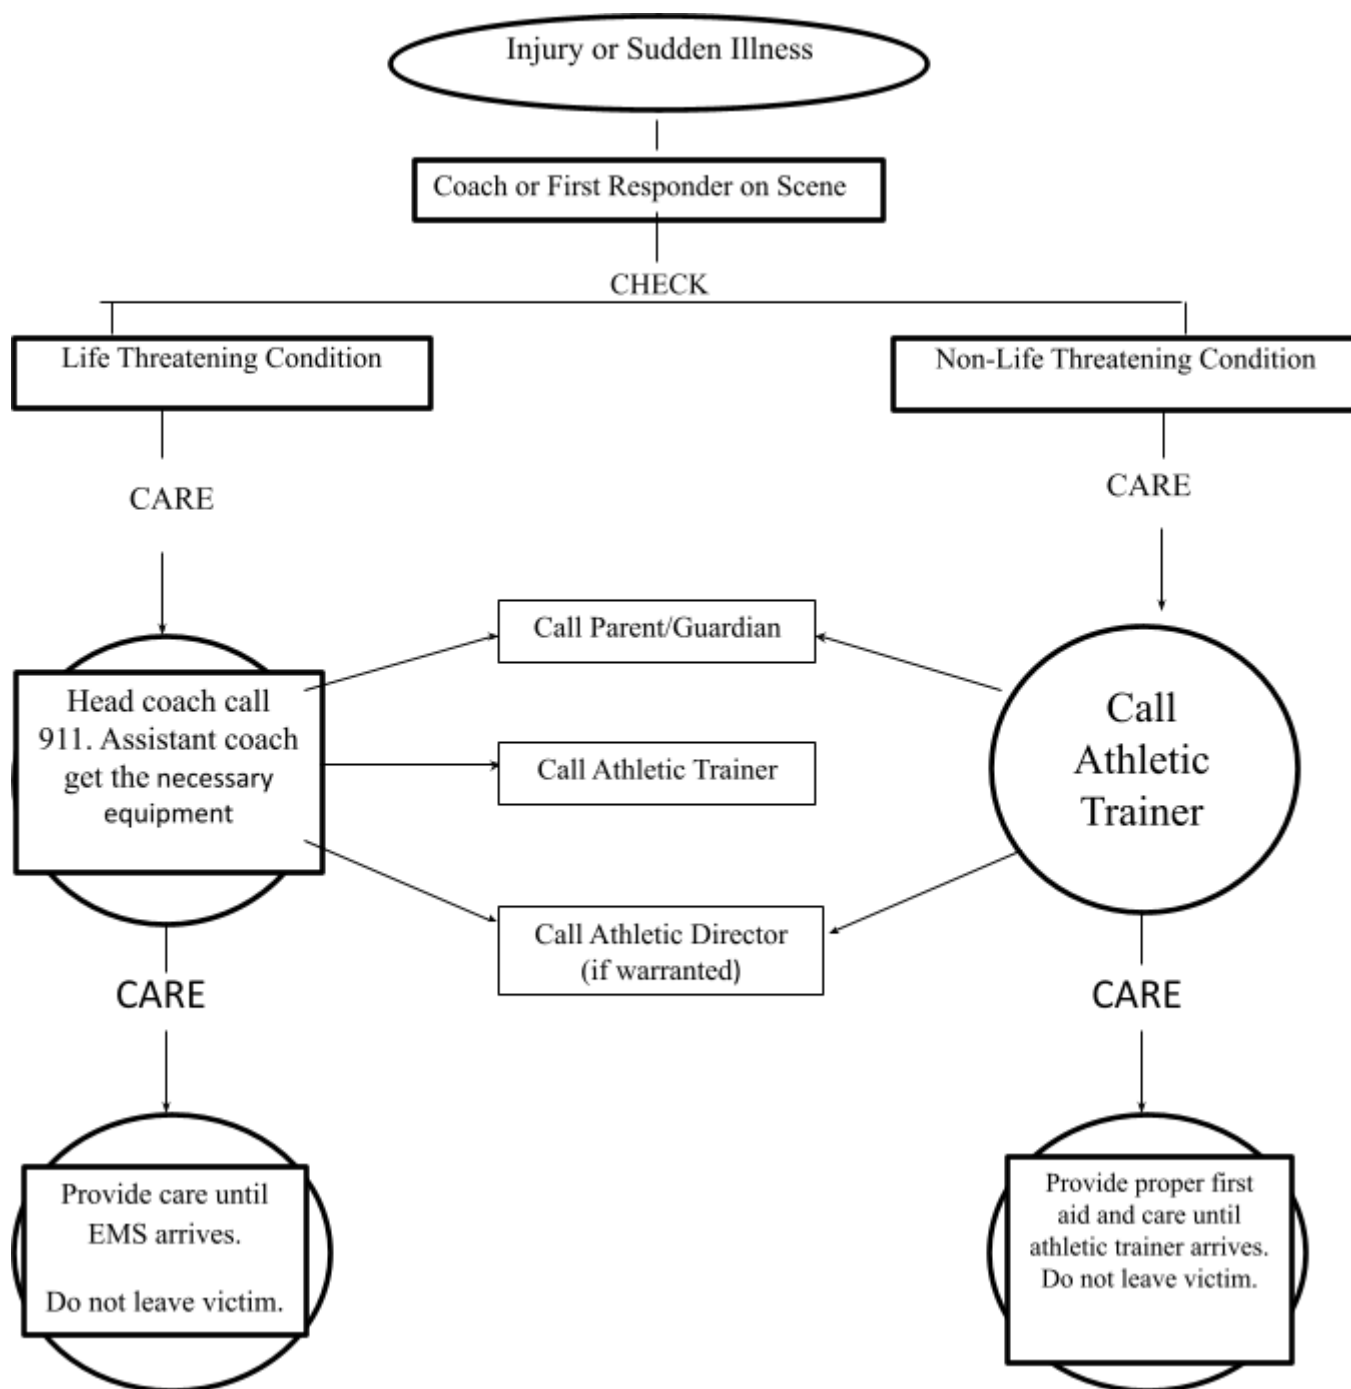 Injury or Sudden Illness
Coach or First Responder on Scene
CHECK
Life Threatening Condition
Non-Life Threatening Condition
CARE
CARE
Call Parent/Guardian
Head coach call
911. Assistant coach
get the necessary
equipment
Call Athletic Trainer
Call
Athletic
Trainer
Call Athletic Director
(if warranted)
CARE
CARE
Provide care until
EMS arrives.
Do not leave victim.
Provide proper first
aid and care until
athletic trainer arrives.
Do not leave victim.